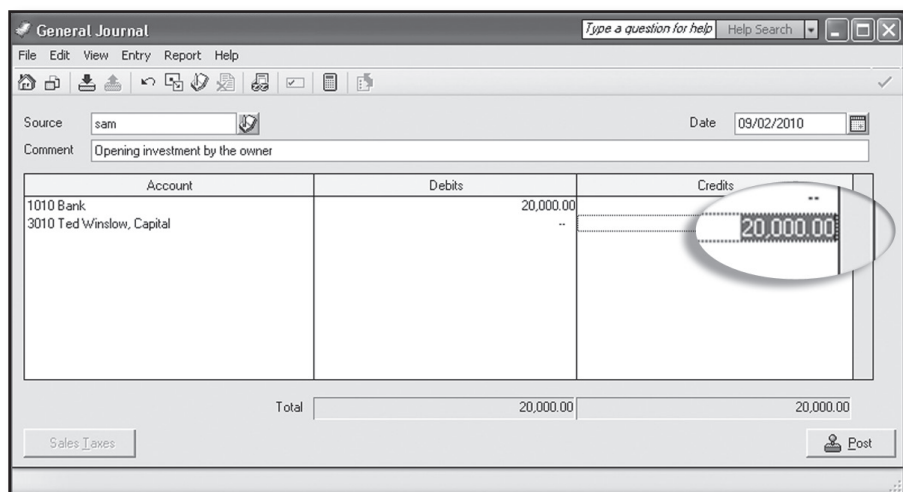 General Journal
Type a question for help Help Search
File Edit View Entry Report Help
Source sam Date 09/02/2010
Comment Opening investment by the owner
Account Debits Credits
1010 Bank 20,000.00 --
3010 Ted Winslow, Capital -- 20,000.00
Total 20,000.00 20,000.00
Sales Taxes Post